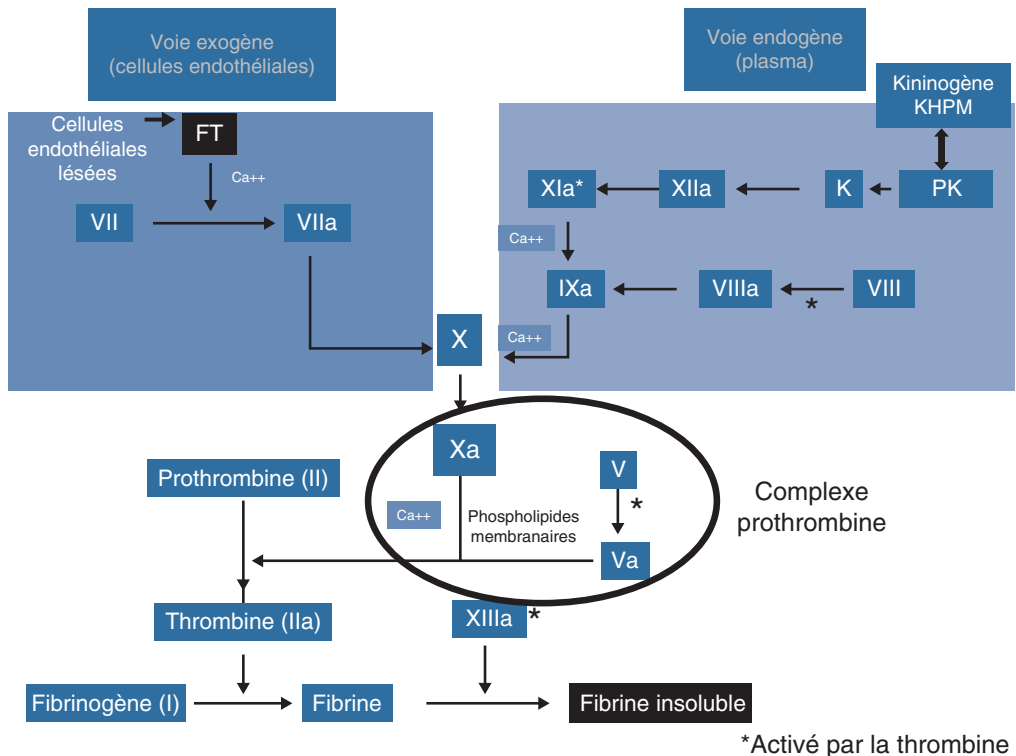 Voie exogène
(cellules endothéliales)
Voie endogène
(plasma)
Kininogène
KHPM
Cellules
endothéliales
lésées
FT
Ca++
VII
VIIa
XIa*
XIIa
K
PK
Ca++
IXa
VIIIa
VIII
*
Ca++
X
Xa
V
*
Prothrombine (II)
Ca++
Phospholipides
membranaires
Va
Complexe
prothrombine
Thrombine (IIa)
XIIIa*
Fibrinogène (I)
Fibrine
Fibrine insoluble
*Activé par la thrombine